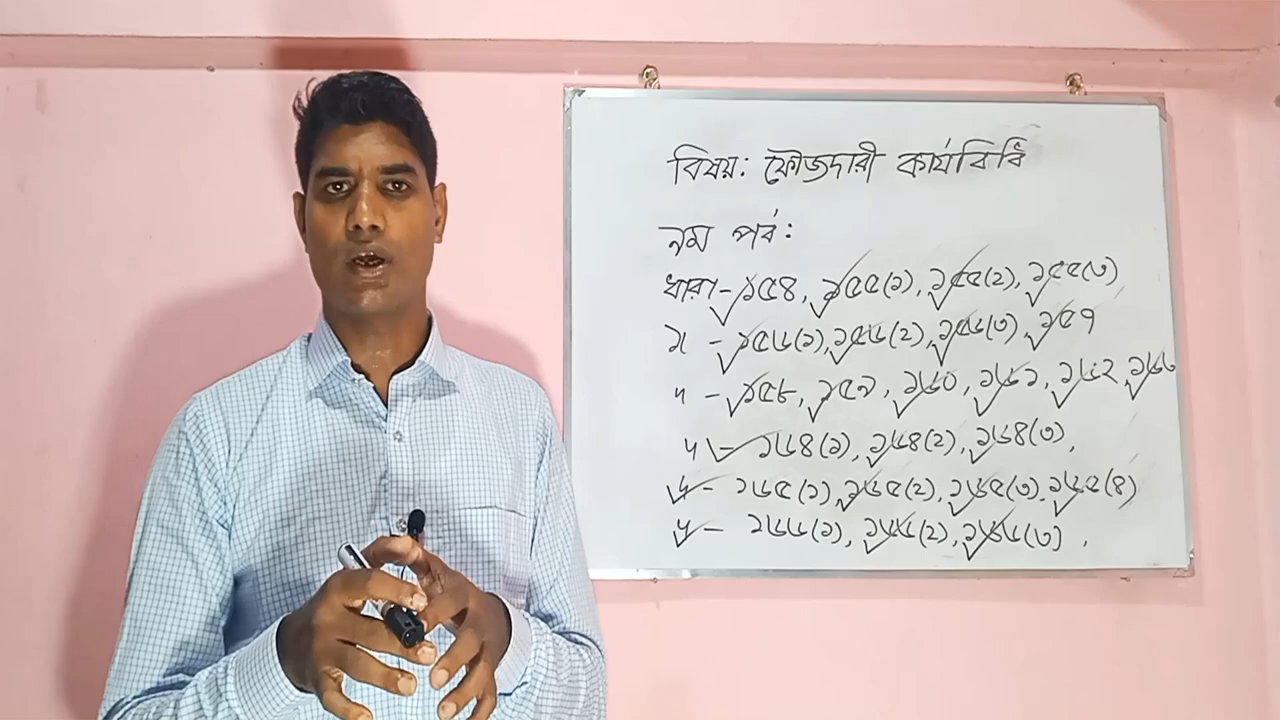 বিষয়: ফৌজদারী কার্যবিধি
নম পর্ব:
ধারা - ১৫৪, ১৫৫(১), ১৫৫(২), ১৫৫(৩)
- ১৫৬(১), ১৫৬(২), ১৫৬(৩), ১৫৭
" - ১৫৮, ১৫৯, ১৬০, ১৬১, ১৬২, ১৬৩
" - ১৬৪(১), ১৬৪(২), ১৬৪(৩),
" - ১৬৫(১), ১৬৫(২), ১৬৫(৩), ১৬৫(৪)
" - ১৬৬(১), ১৬৬(২), ১৬৬(৩),